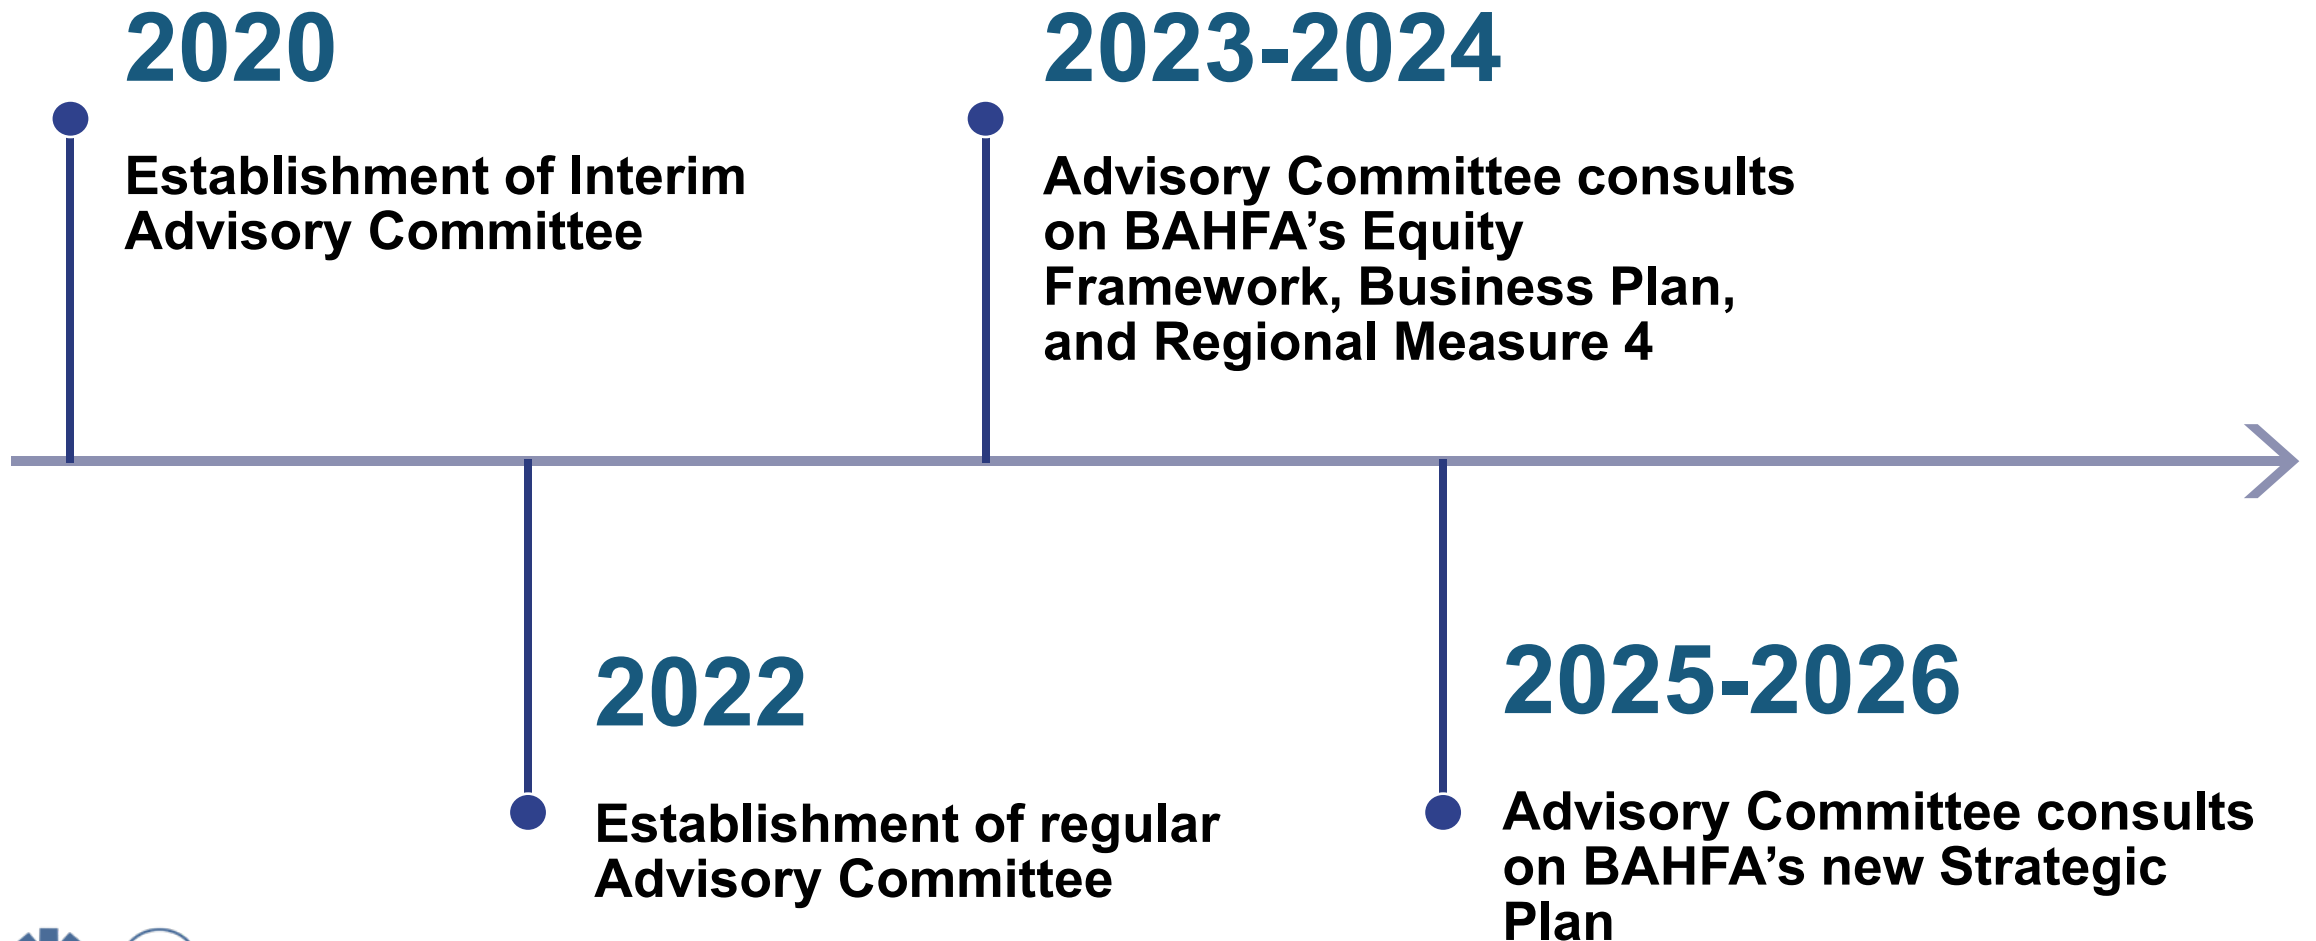 2020
Establishment of Interim
Advisory Committee
2022
Establishment of regular
Advisory Committee
2023-2024
Advisory Committee consults
on BAHFA’s Equity
Framework, Business Plan,
and Regional Measure 4
2025-2026
Advisory Committee consults
on BAHFA’s new Strategic
Plan